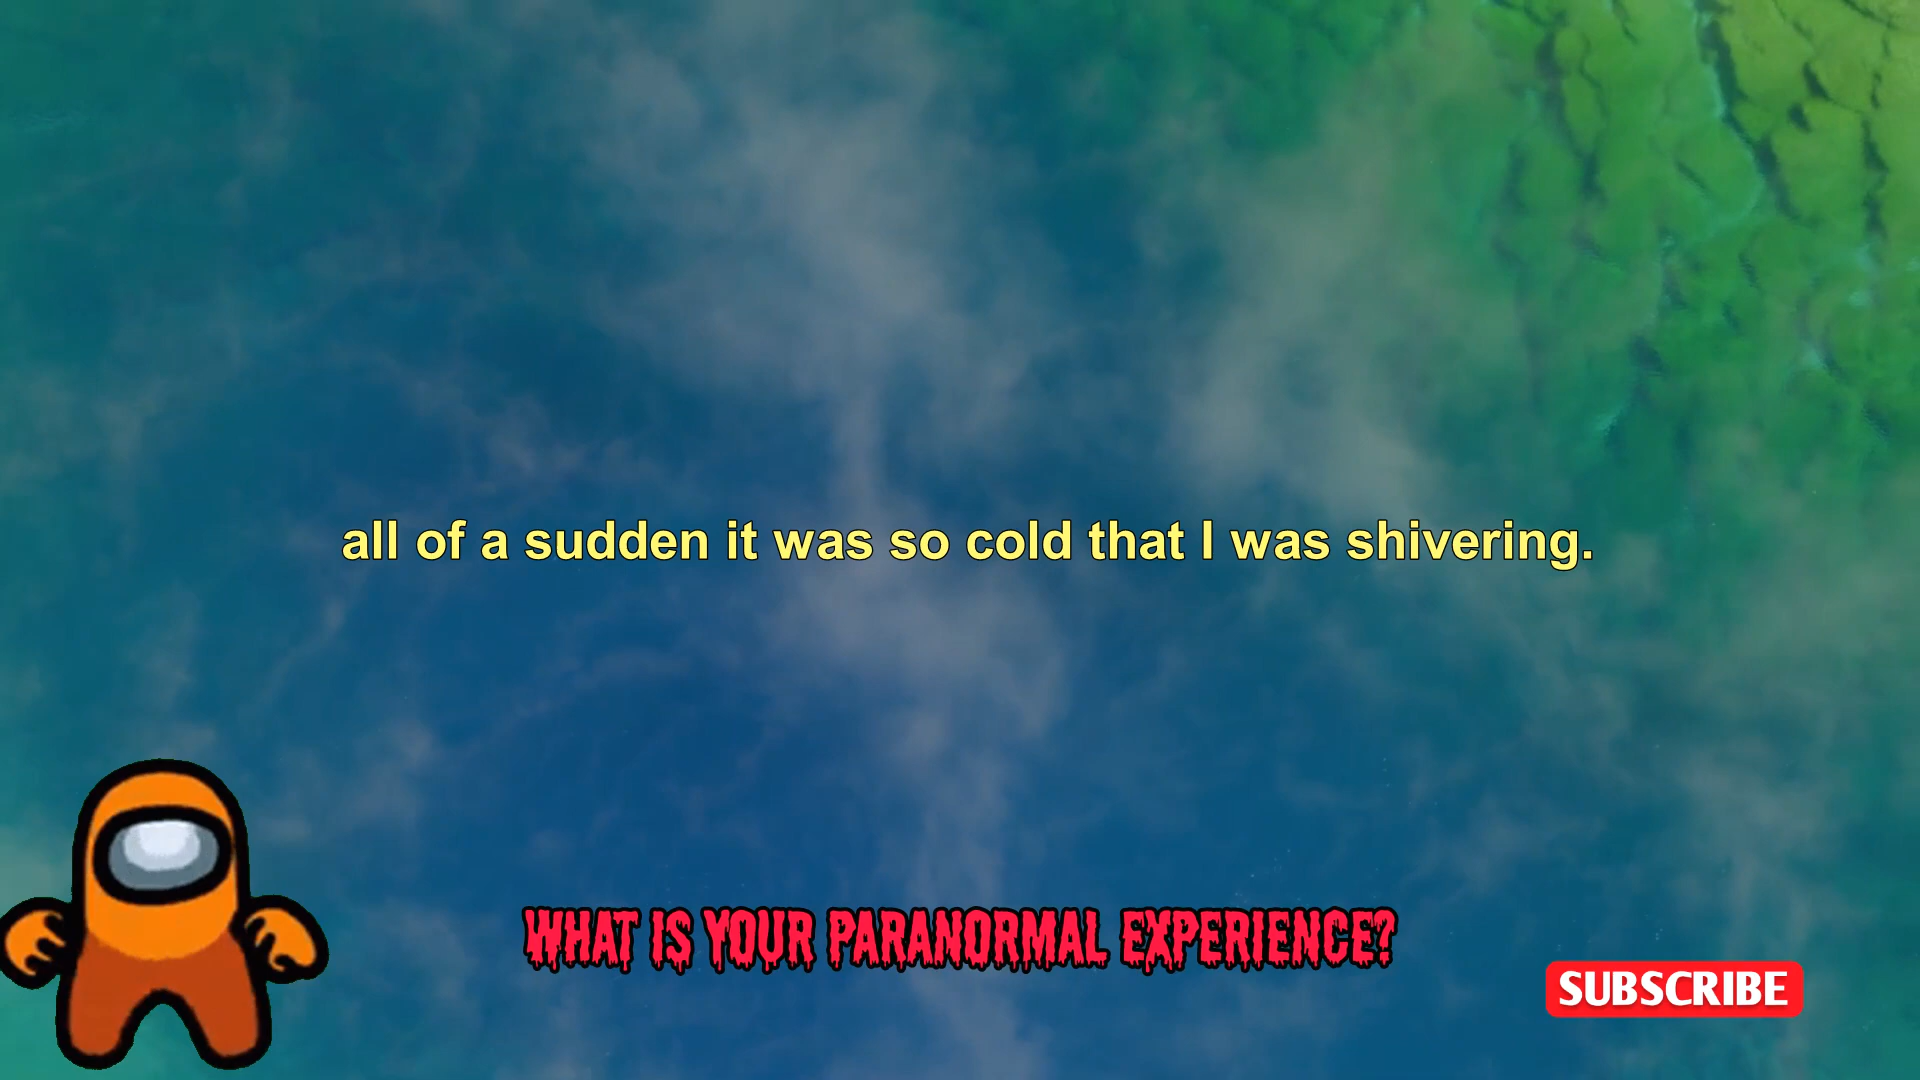 all of a sudden it was so cold that I was shivering.
WHAT IS YOUR PARANORMAL EXPERIENCE?
SUBSCRIBE